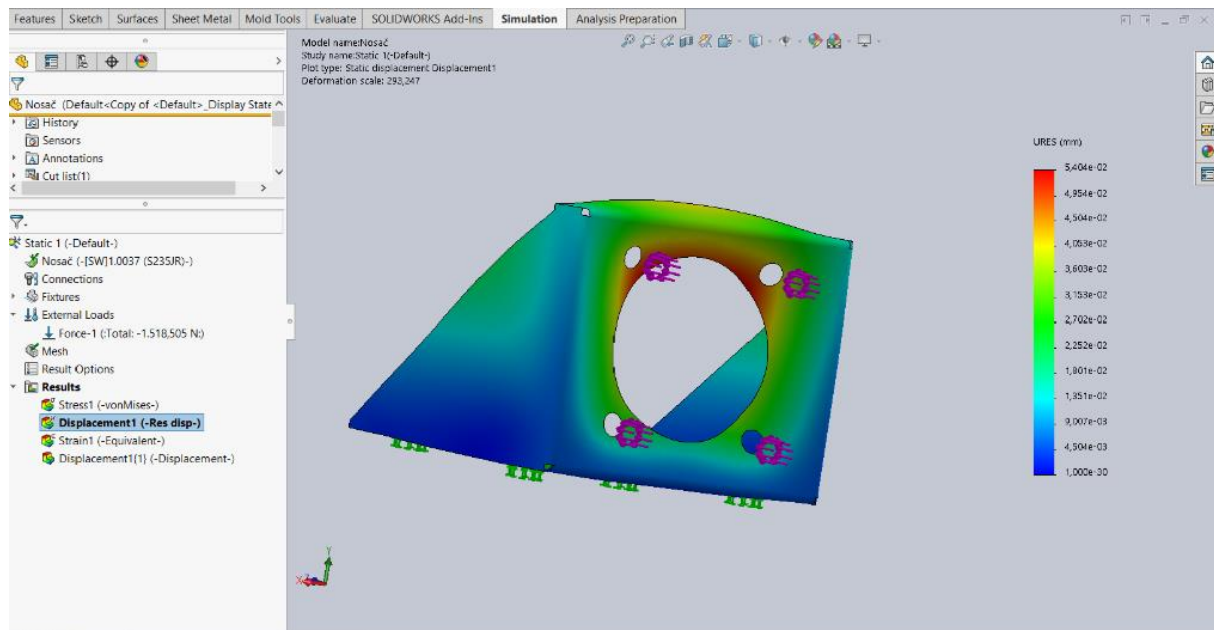 Features Sketch Surfaces Sheet Metal Mold Tools Evaluate SOLIDWORKS Add-Ins Simulation Analysis Preparation
Nosač (Default<Copy of <Default>_Display State
History
Sensors
Annotations
Cut list(1)
Static 1 (-Default-)
Nosač (-[SW]1.0037 (S235JR)-)
Connections
Fixtures
External Loads
Force-1 (:Total: -1.518,505 N:)
Mesh
Result Options
Results
Stress1 (-vonMises-)
Displacement1 (-Res disp-)
Strain1 (-Equivalent-)
Displacement1{1} (-Displacement-)
Model name:Nosač
Study name:Static 1(-Default-)
Plot type: Static displacement Displacement1
Deformation scale: 293,247
URES (mm)
5,404e-02
4,954e-02
4,504e-02
4,053e-02
3,603e-02
3,153e-02
2,702e-02
2,252e-02
1,801e-02
1,351e-02
9,007e-03
4,504e-03
1,000e-30
Y
X